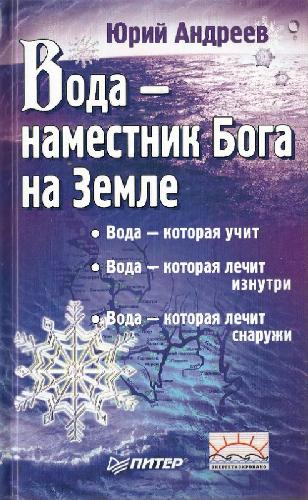 Юрий Андреев
Вода –
наместник Бога
на Земле
• Вода – которая учит
• Вода – которая лечит
изнутри
• Вода – которая лечит
снаружи
ПИТЕР
ЭНЕРГЕТИЗИРОВАНО